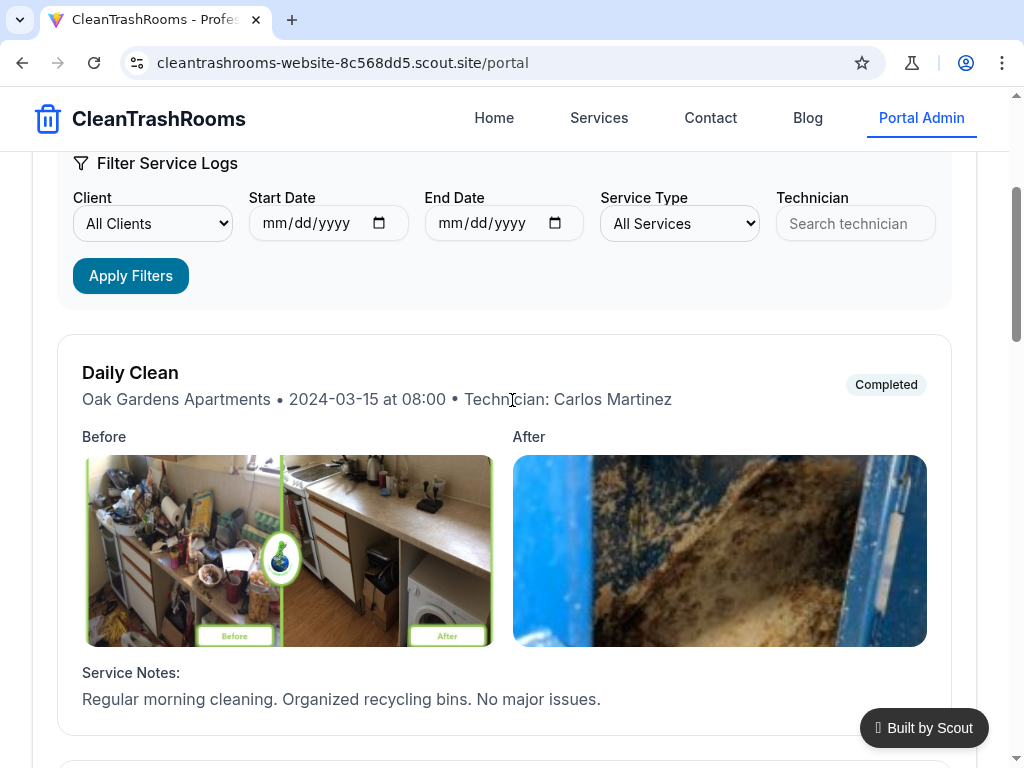 CleanTrashRooms - Profes
cleantrashrooms-website-8c568dd5.scout.site/portal
CleanTrashRooms
Home
Services
Contact
Blog
Portal Admin
Filter Service Logs
Client
Start Date
End Date
Service Type
Technician
All Clients
mm/dd/yyyy
mm/dd/yyyy
All Services
Search technician
Apply Filters
Daily Clean
Oak Gardens Apartments • 2024-03-15 at 08:00 • Technician: Carlos Martinez
Completed
Before
After
Before
After
Service Notes:
Regular morning cleaning. Organized recycling bins. No major issues.
Built by Scout